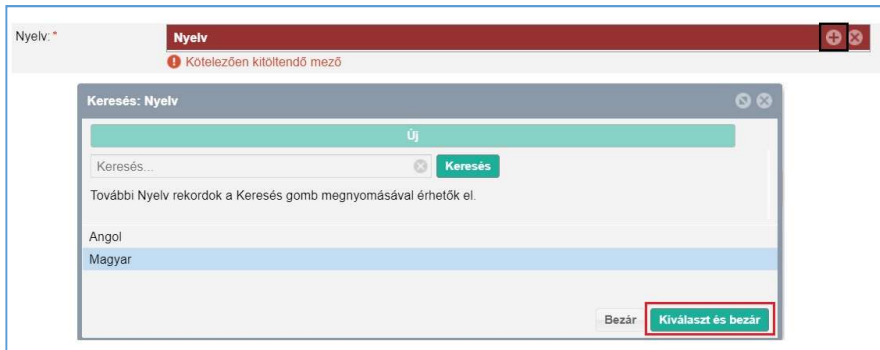 Nyelv: * Nyelv
Kötelezően kitöltendő mező
Keresés: Nyelv
Új
Keresés... Keresés
További Nyelv rekordok a Keresés gomb megnyomásával érhetők el.
Angol
Magyar
Bezár Kiválaszt és bezár